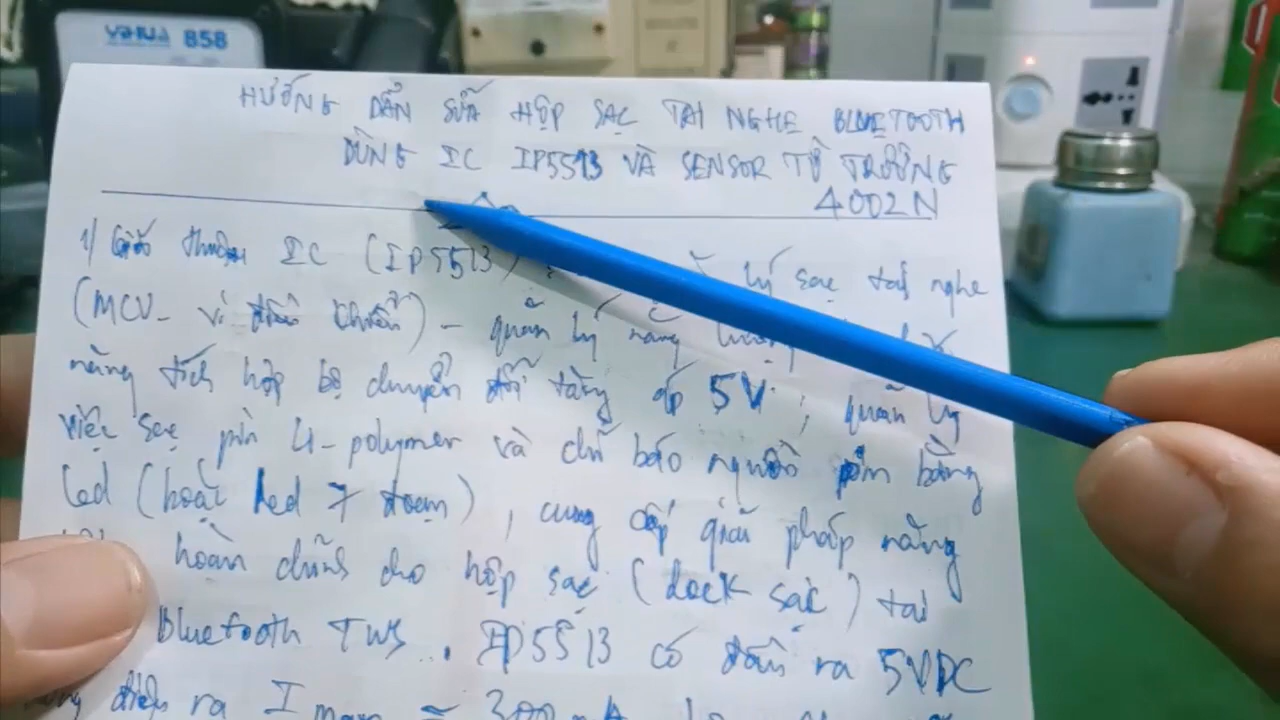 YIHUA 858
HƯỚNG DẪN SỬA HỘP SẠC TAI NGHE BLUETOOTH
DÙNG IC IP5513 VÀ SENSOR TỪ TRƯỜNG
4002N
1/ Giới thiệu IC (IP5513) lý sạc tai nghe
(MCU - vi điều khiển) - quản lý năng lượng
năng tích hợp bộ chuyển đổi tăng áp 5V; quản lý
việc sạc pin Li-polymer và chỉ báo nguồn pin bằng
led (hoặc led 7 đoạn), cung cấp giải pháp năng
hoàn chỉnh cho hộp sạc (dock sạc) tai
Bluetooth TWS.. IP5513 có đầu ra 5VDC
điện ra I max = 300mA